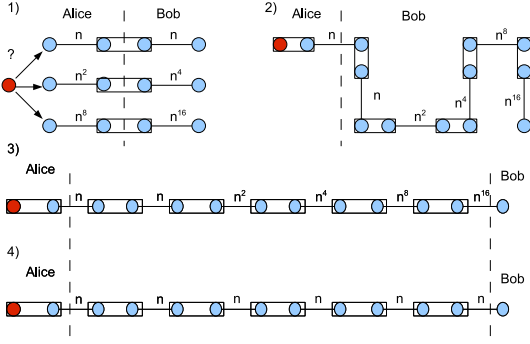 1) Alice Bob
?
n n
n² n⁴
n⁸ n¹⁶
2) Alice Bob
n n⁸
n n⁴ n¹⁶
n²
3)
Alice Bob
n n n² n⁴ n⁸ n¹⁶
4)
Alice Bob
n n n n n n